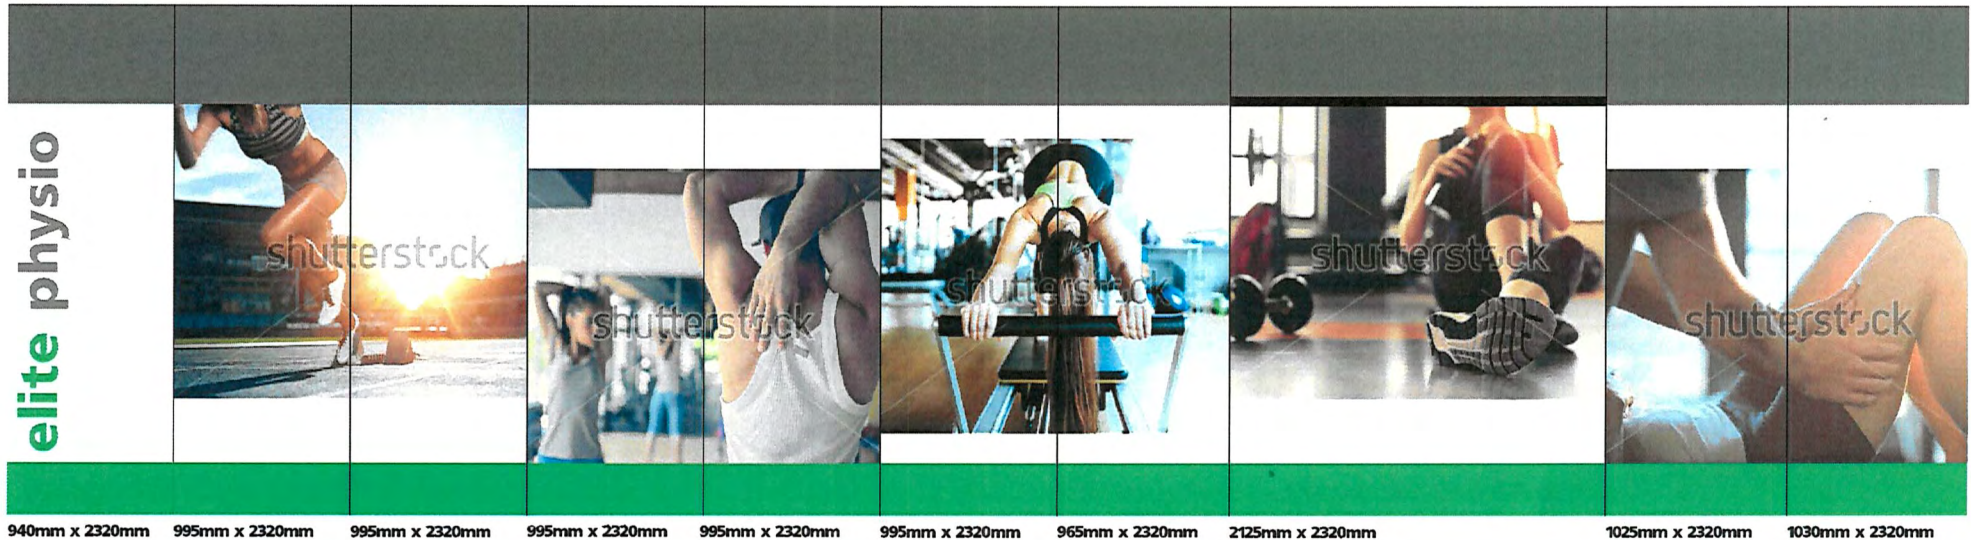 elite physio
shutterstock
shutterstock
shutterstock
shutterstock
shutterstock
940mm x 2320mm
995mm x 2320mm
995mm x 2320mm
995mm x 2320mm
995mm x 2320mm
995mm x 2320mm
965mm x 2320mm
2125mm x 2320mm
1025mm x 2320mm
1030mm x 2320mm